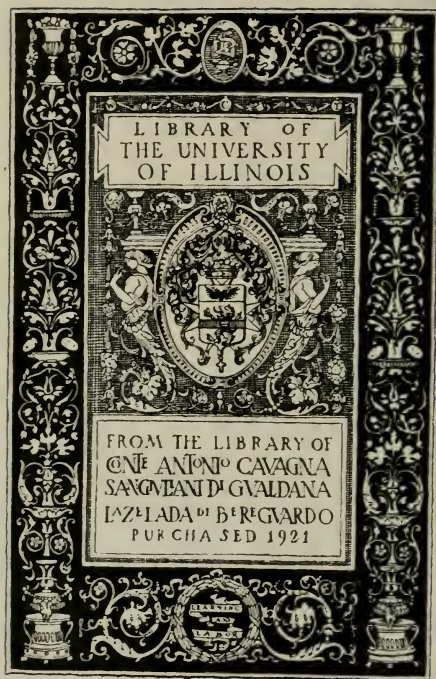 LIBRARY OF
THE UNIVERSITY
OF ILLINOIS
FROM THE LIBRARY OF
CONTE ANTONIO CAVAGNA
SANGIULIANI DI GUALDANA
LAZELADA DI BEREGUARDO
PURCHASED 1921
LEARNING
AND
LABOR